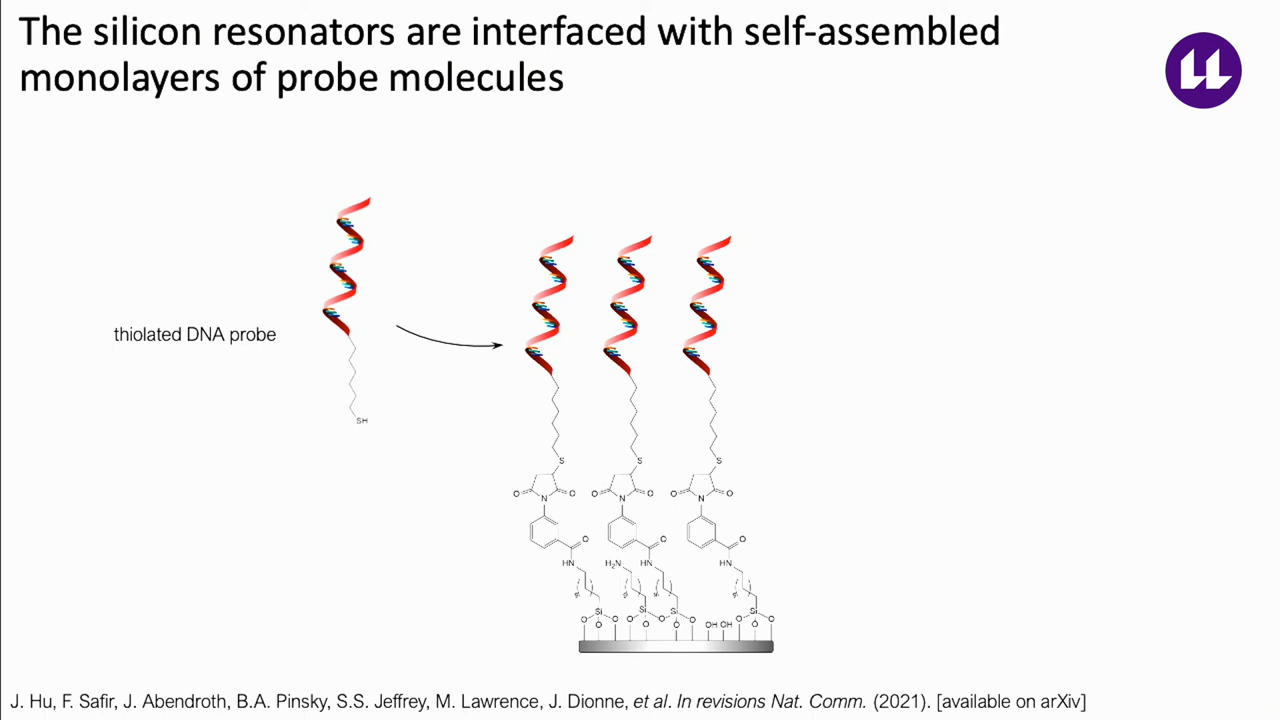 The silicon resonators are interfaced with self-assembled
monolayers of probe molecules
thiolated DNA probe
SH
S S S
O N O O N O O N O
O O O
HN H₂N HN HN
Si Si Si Si
O O O O O O O O OH OH O O O
J. Hu, F. Safir, J. Abendroth, B.A. Pinsky, S.S. Jeffrey, M. Lawrence, J. Dionne, et al. In revisions Nat. Comm. (2021). [available on arXiv]